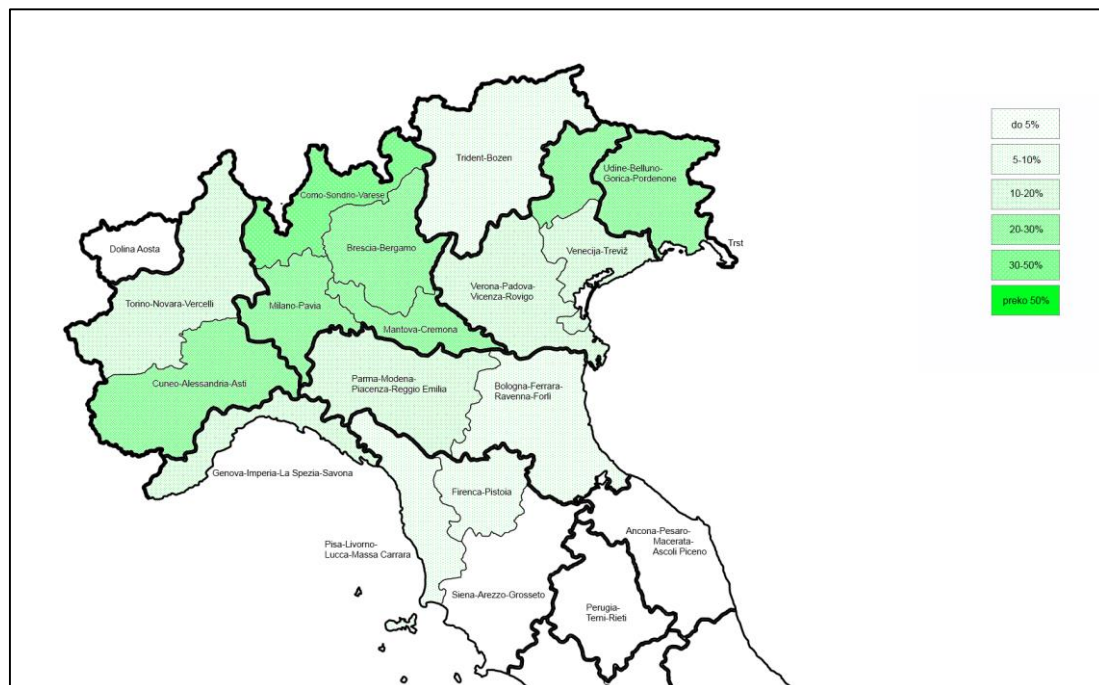 do 5%
5-10%
10-20%
20-30%
30-50%
preko 50%
Trident-Bozen
Udine-Belluno-
Gorica-Pordenone
Como-Sondrio-Varese
Dolina Aosta
Brescia-Bergamo
Venecija-Treviž
Trst
Verona-Padova-
Vicenza-Rovigo
Torino-Novara-Vercelli
Milano-Pavia
Mantova-Cremona
Cuneo-Alessandria-Asti
Parma-Modena-
Piacenza-Reggio Emilia
Bologna-Ferrara-
Ravenna-Forli
Genova-Imperia-La Spezia-Savona
Firenca-Pistoia
Pisa-Livorno-
Lucca-Massa Carrara
Ancona-Pesaro-
Macerata-
Ascoli Piceno
Siena-Arezzo-Grosseto
Perugia-
Terni-Rieti